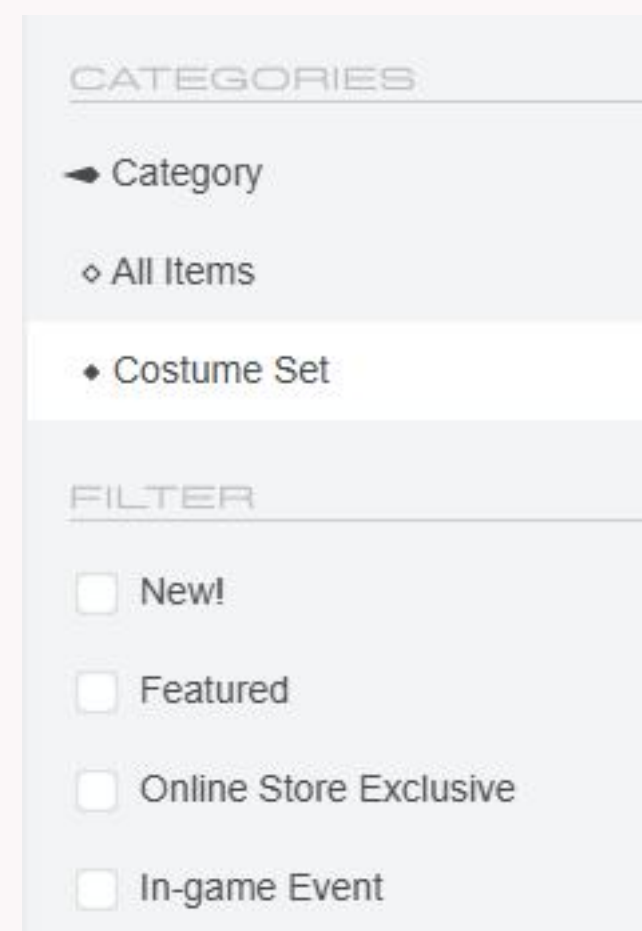 CATEGORIES
Category
All Items
Costume Set
FILTER
New!
Featured
Online Store Exclusive
In-game Event